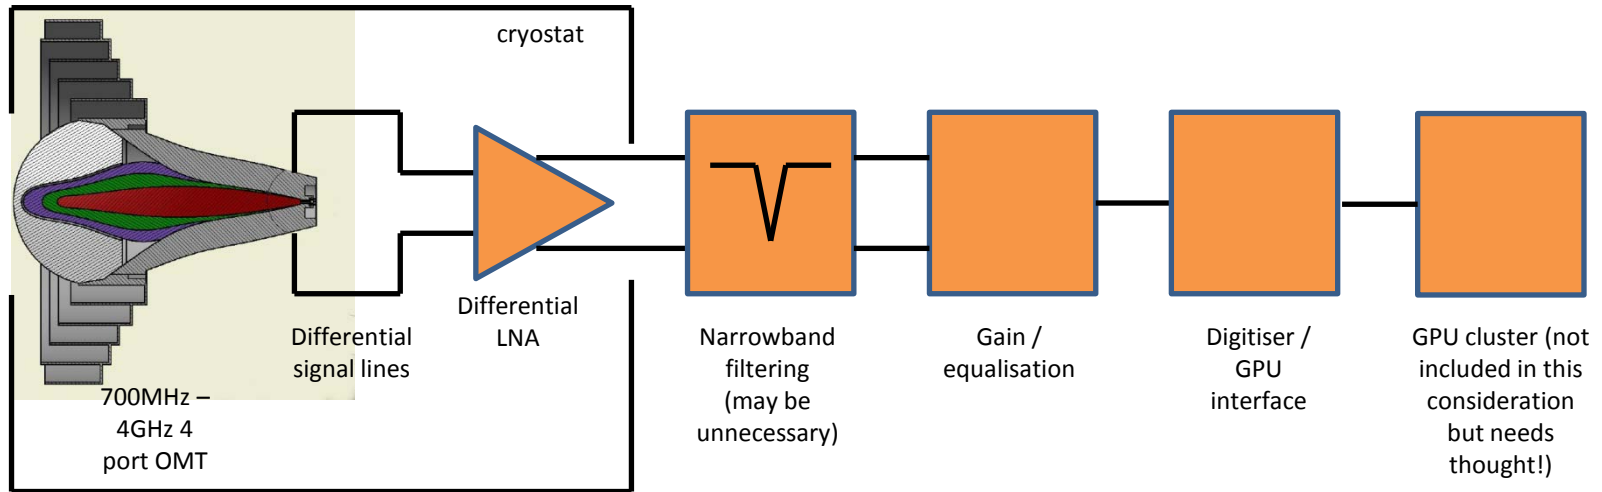 cryostat
700MHz –
4GHz 4
port OMT
Differential
signal lines
Differential
LNA
Narrowband
filtering
(may be
unnecessary)
Gain /
equalisation
Digitiser /
GPU
interface
GPU cluster (not
included in this
consideration
but needs
thought!)